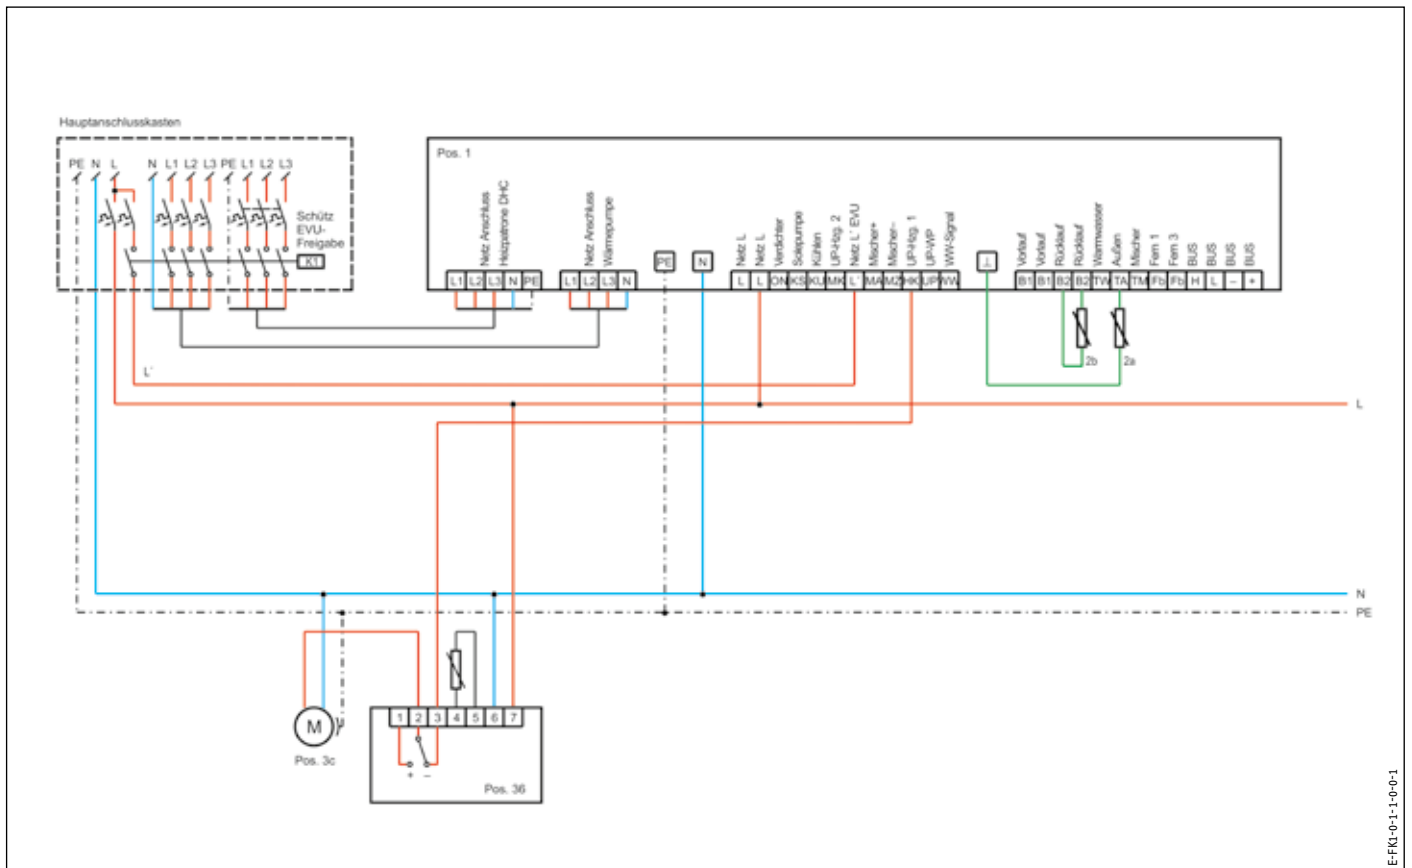 Hauptanschlusskasten
PE N L N L1 L2 L3 PE L1 L2 L3
Schütz
EVU-
Freigabe
K1
L´
Pos. 1
Netz Anschluss
Heizpatrone DHC
L1 L2 L3 N PE
Netz Anschluss
Wärmepumpe
L1 L2 L3 N
PE
N
Netz L
Netz L
Verdichter
Solepumpe
Kühlen
UP-Hzg. 2
Netz L´ EVU
Mischer+
Mischer–
UP-Hzg. 1
UP-WP
WW-Signal
L L ON KS KU MK L´ MA MZ HK UP WW
Vorlauf
Vorlauf
Rücklauf
Rücklauf
Warmwasser
Außen
Mischer
Fern 1
Fern 3
BUS
BUS
BUS
BUS
B1 B1 B2 B2 TW TA TM Fb Fb H L – +
2b
2a
L
N
PE
M
Pos. 3c
1 2 3 4 5 6 7
+ –
Pos. 36
E-FK1-0-1-1-0-0-1